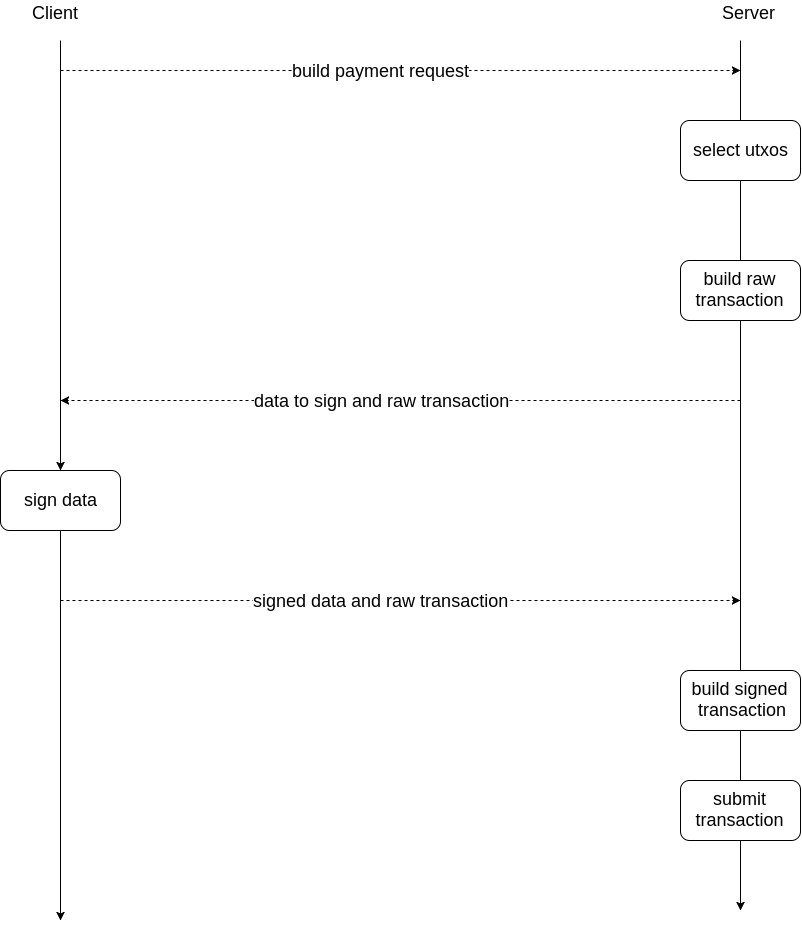 Client
Server
build payment request
select utxos
build raw
transaction
data to sign and raw transaction
sign data
signed data and raw transaction
build signed
transaction
submit
transaction